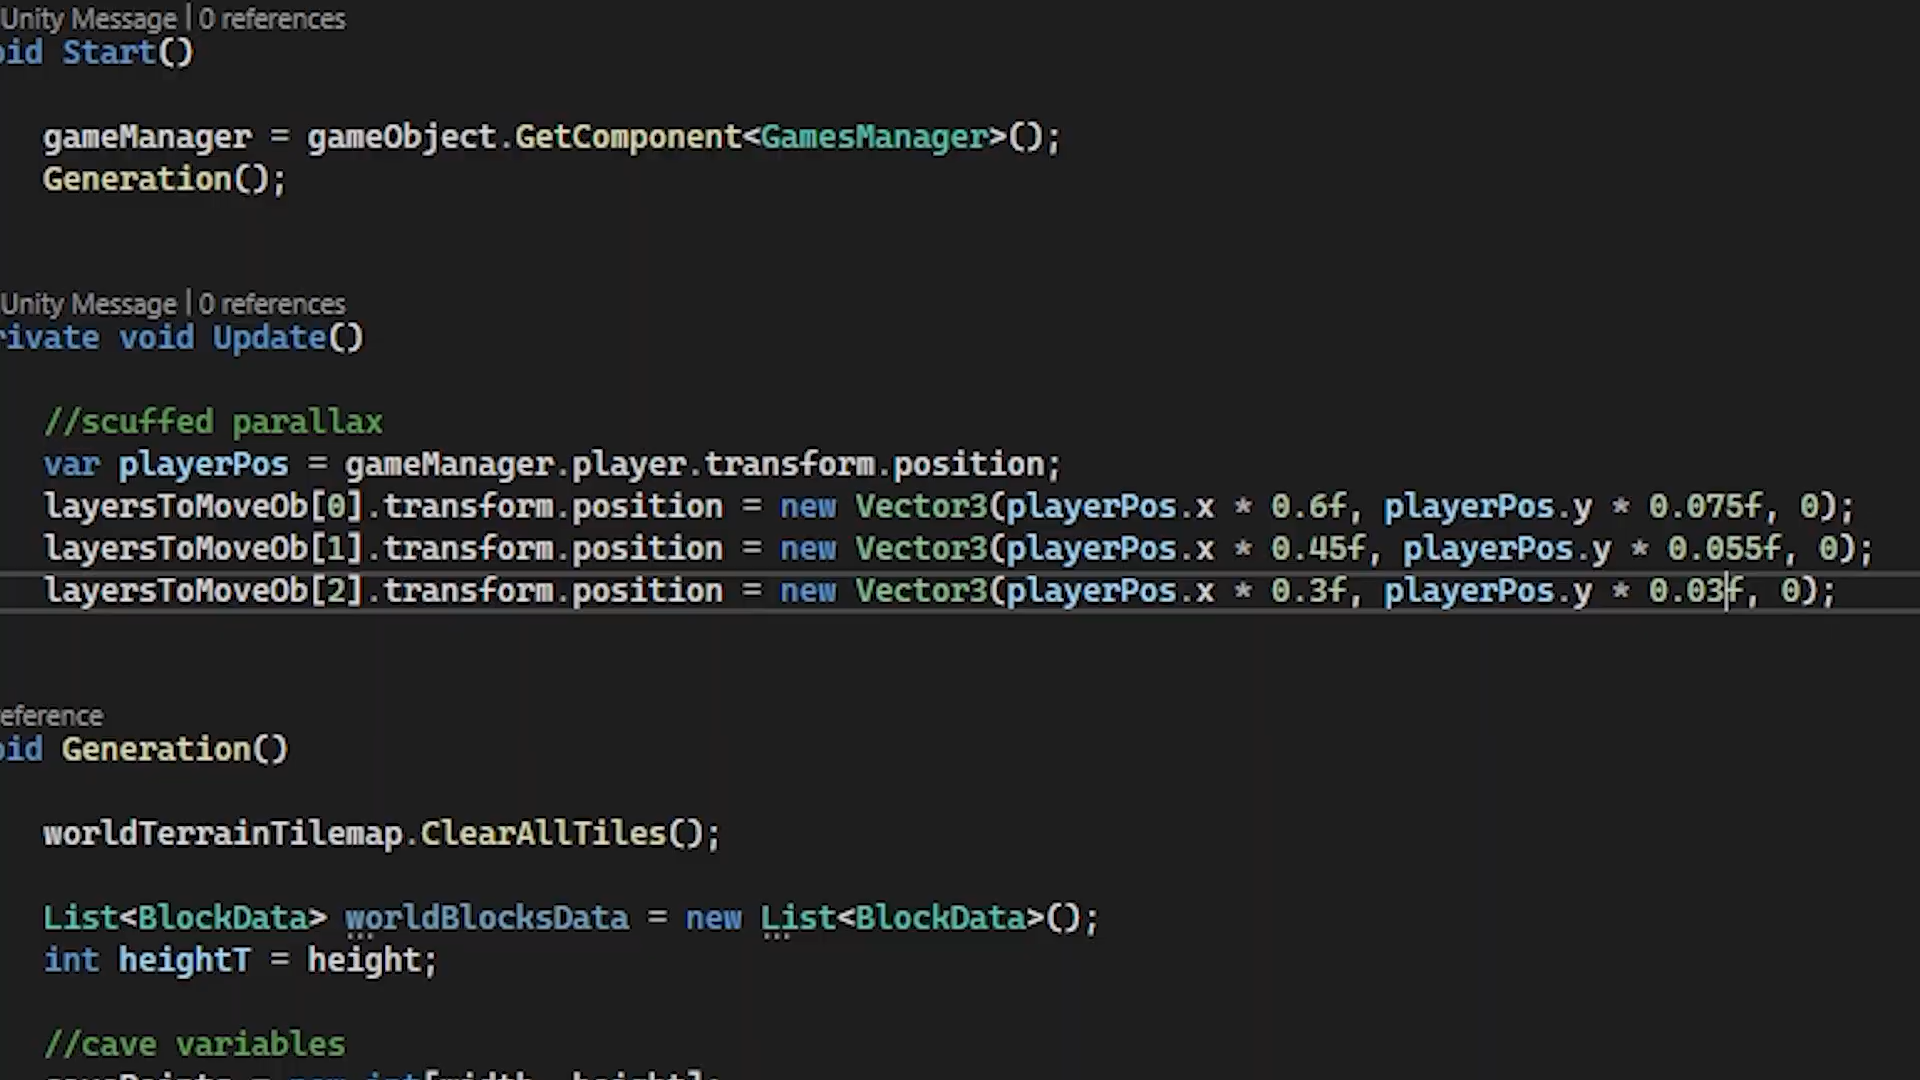 Unity Message | 0 references
oid Start()
gameManager = gameObject.GetComponent<GamesManager>();
Generation();
Unity Message | 0 references
rivate void Update()
//scuffed parallax
var playerPos = gameManager.player.transform.position;
layersToMoveOb[0].transform.position = new Vector3(playerPos.x * 0.6f, playerPos.y * 0.075f, 0);
layersToMoveOb[1].transform.position = new Vector3(playerPos.x * 0.45f, playerPos.y * 0.055f, 0);
layersToMoveOb[2].transform.position = new Vector3(playerPos.x * 0.3f, playerPos.y * 0.03f, 0);
eference
oid Generation()
worldTerrainTilemap.ClearAllTiles();
List<BlockData> worldBlocksData = new List<BlockData>();
int heightT = height;
//cave variables